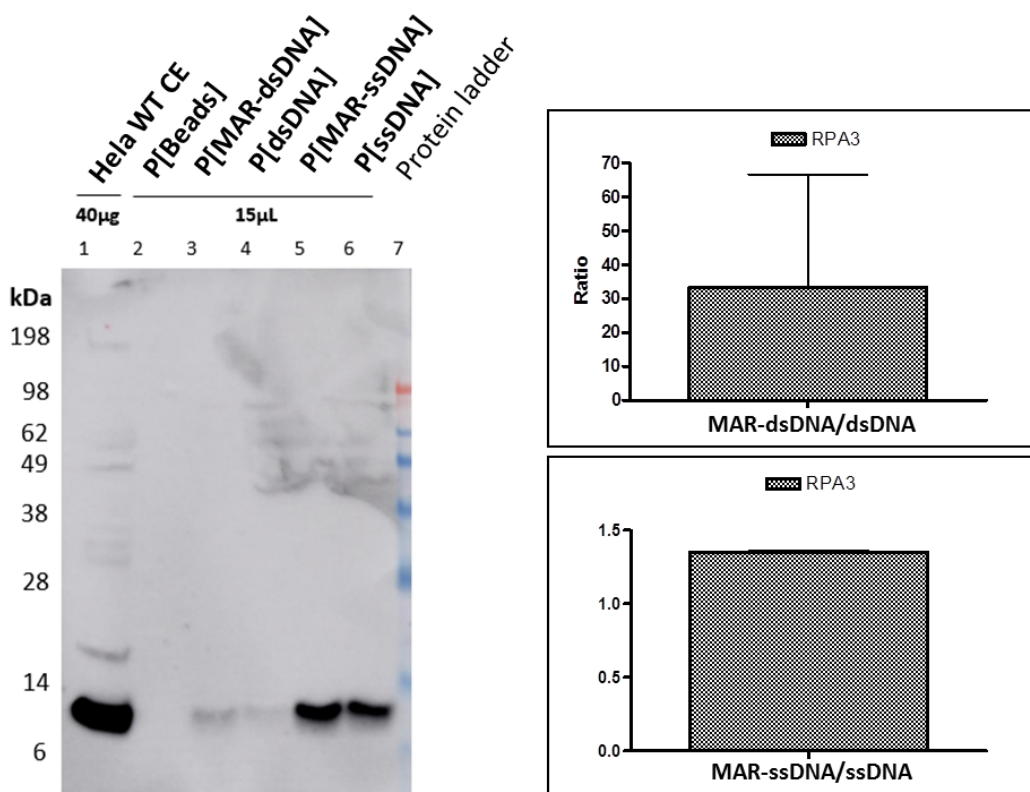 Hela WT CE
P[Beads]
P[MAR-dsDNA]
P[dsDNA]
P[MAR-ssDNA]
P[ssDNA]
Protein ladder
40µg
15µL
1 2 3 4 5 6 7
kDa
198
98
62
49
38
28
14
6
RPA3
70
60
50
40
30
20
10
0
Ratio
MAR-dsDNA/dsDNA
RPA3
1.5
1.0
0.5
0.0
MAR-ssDNA/ssDNA